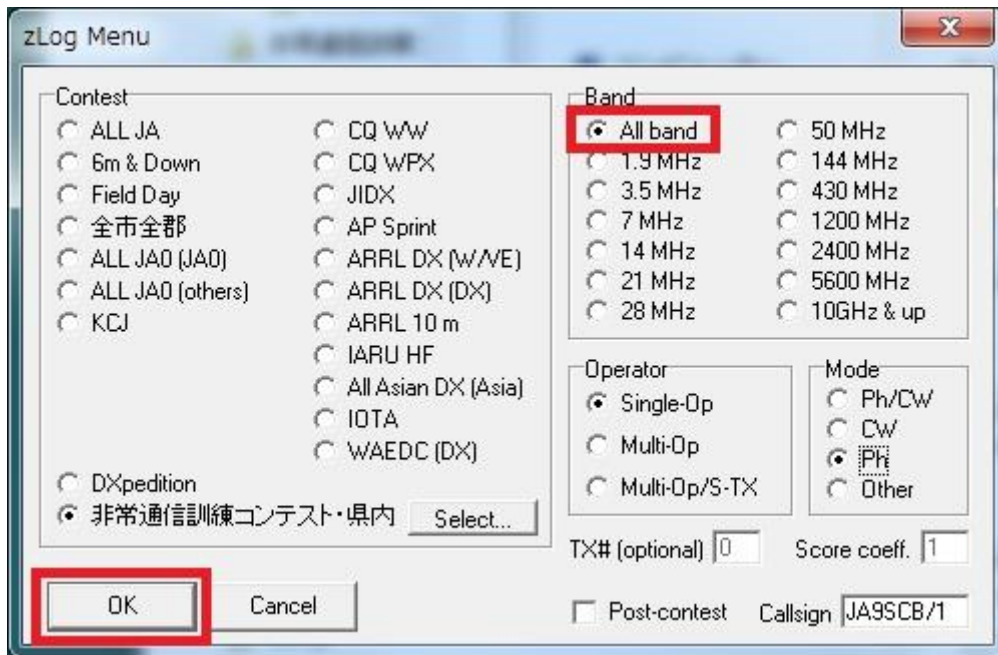 zLog Menu
Contest
ALL JA
6m & Down
Field Day
全市全郡
ALL JA0 (JA0)
ALL JA0 (others)
KCJ
CQ WW
CQ WPX
JIDX
AP Sprint
ARRL DX (W/VE)
ARRL DX (DX)
ARRL 10 m
IARU HF
All Asian DX (Asia)
IOTA
WAEDC (DX)
DXpedition
非常通信訓練コンテスト・県内 Select...
Band
All band
1.9 MHz
3.5 MHz
7 MHz
14 MHz
21 MHz
28 MHz
50 MHz
144 MHz
430 MHz
1200 MHz
2400 MHz
5600 MHz
10GHz & up
Operator
Single-Op
Multi-Op
Multi-Op/S-TX
Mode
Ph/CW
CW
Ph
Other
TX# (optional) 0 Score coeff. 1
OK Cancel
Post-contest Callsign JA9SCB/1